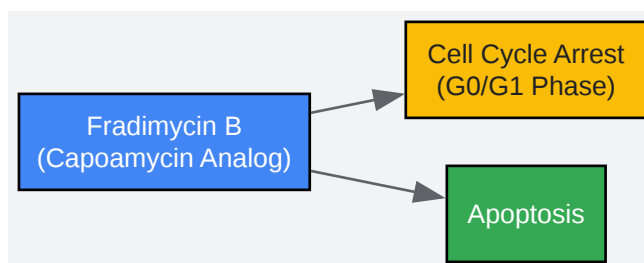 Cell Cycle Arrest
(G0/G1 Phase)
Fradimycin B
(Capoamycin Analog)
Apoptosis